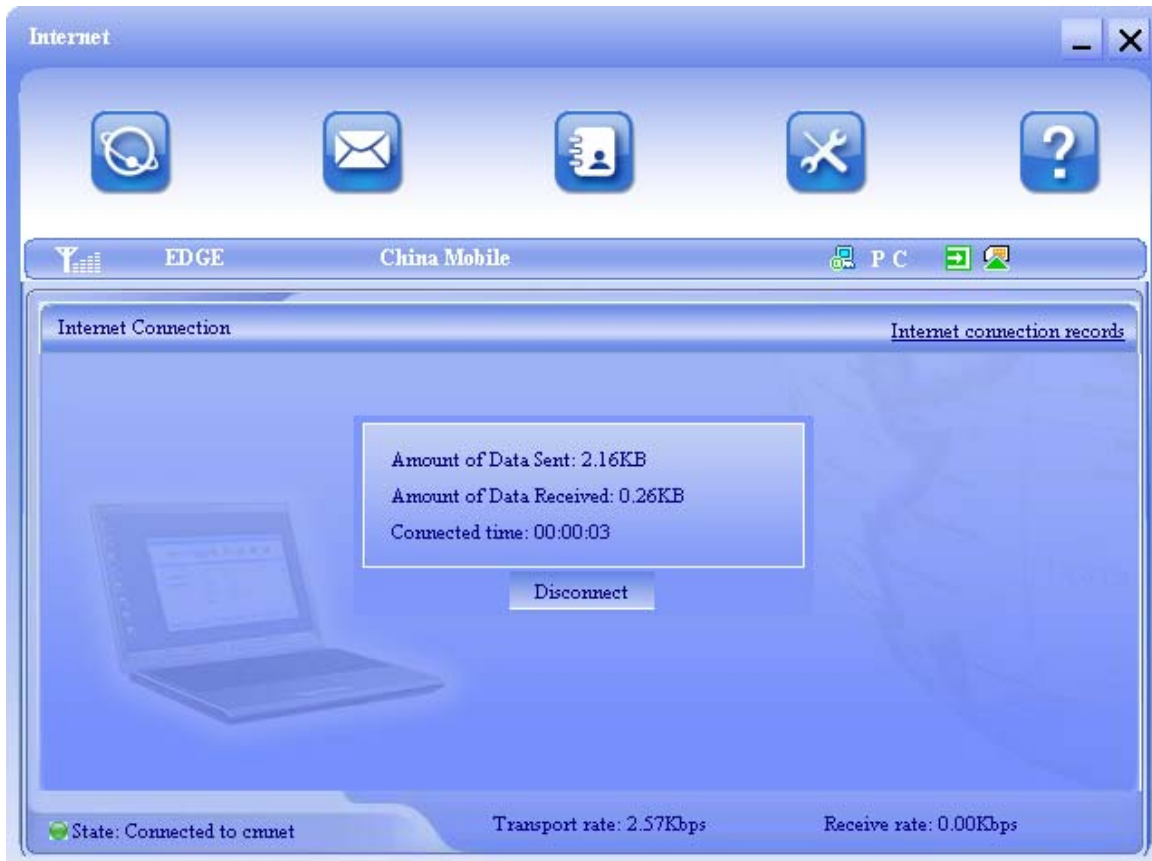 Internet
EDGE China Mobile P C
Internet Connection Internet connection records
Amount of Data Sent: 2.16KB
Amount of Data Received: 0.26KB
Connected time: 00:00:03
Disconnect
State: Connected to cmnet Transport rate: 2.57Kbps Receive rate: 0.00Kbps